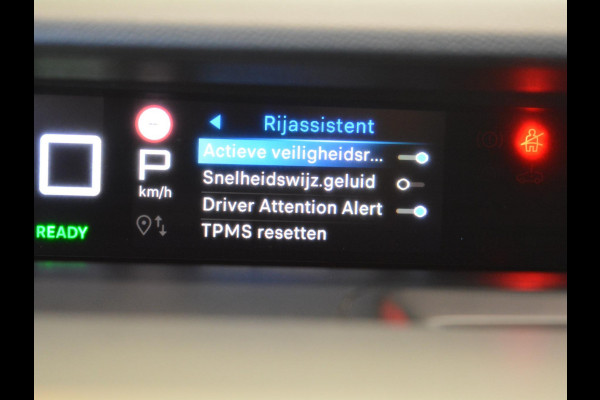 Rijassistent
Actieve veiligheidsr...
Snelheidswijz.geluid
Driver Attention Alert
TPMS resetten
P
km/h
READY